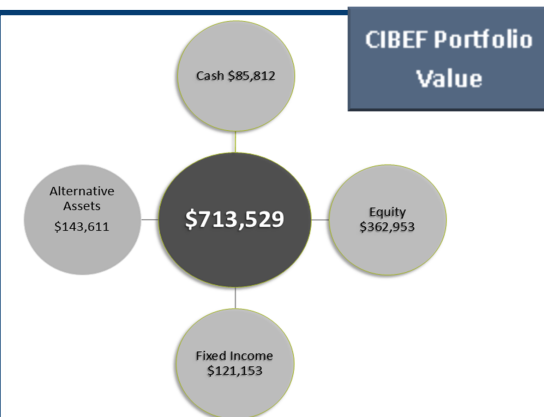 CIBEF Portfolio
Value
Cash $85,812
Alternative
Assets
$143,611
$713,529
Equity
$362,953
Fixed Income
$121,153